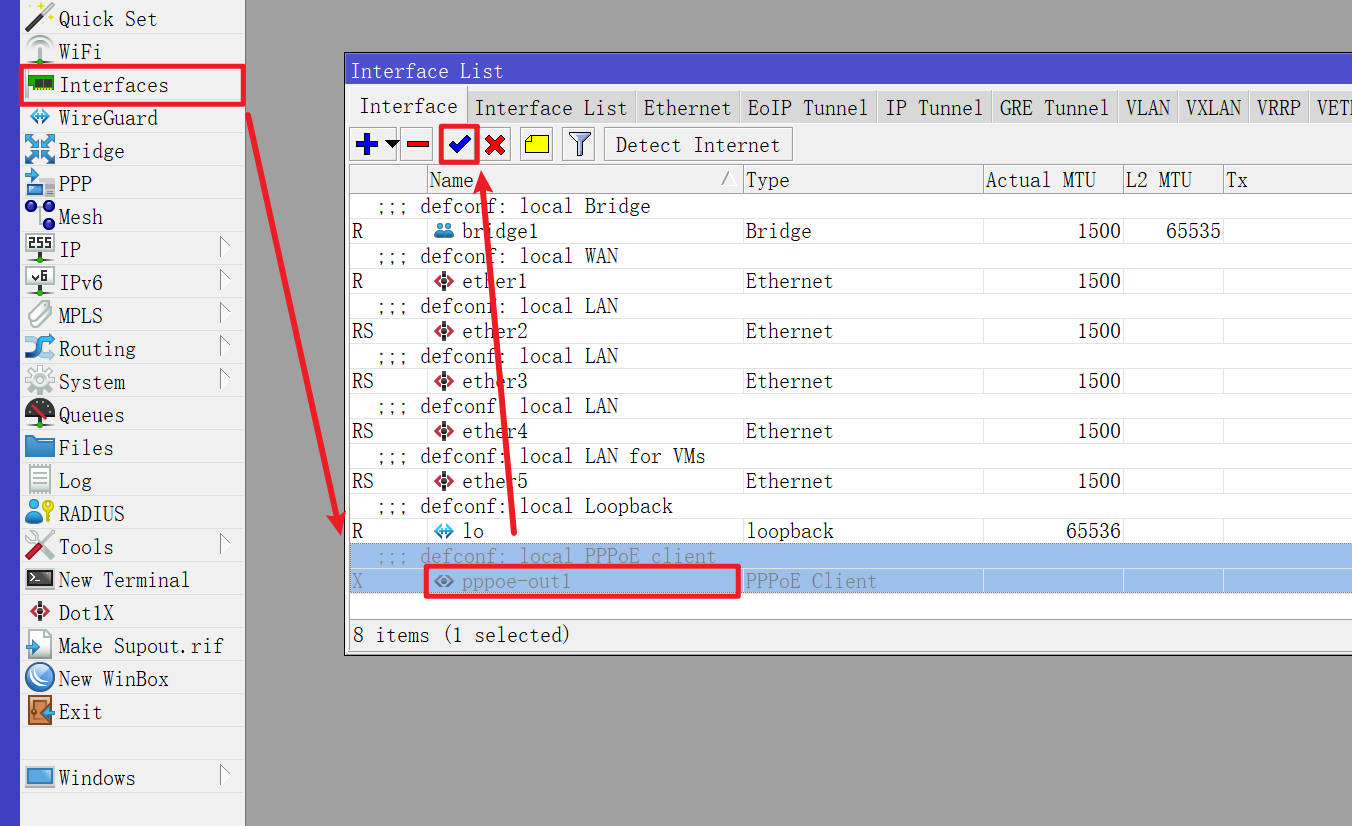 Quick Set
WiFi
Interfaces
WireGuard
Bridge
PPP
Mesh
255 IP
v6 IPv6
MPLS
Routing
System
Queues
Files
Log
RADIUS
Tools
New Terminal
Dot1X
Make Supout.rif
New WinBox
Exit
Windows
Interface List
Interface Interface List Ethernet EoIP Tunnel IP Tunnel GRE Tunnel VLAN VXLAN VRRP
Detect Internet
Name Type Actual MTU L2 MTU Tx
;;; defconf: local Bridge
R bridge1 Bridge 1500 65535
;;; defconf: local WAN
R ether1 Ethernet 1500
;;; defconf: local LAN
RS ether2 Ethernet 1500
;;; defconf: local LAN
RS ether3 Ethernet 1500
;;; defconf: local LAN
RS ether4 Ethernet 1500
;;; defconf: local LAN for VMs
RS ether5 Ethernet 1500
;;; defconf: local Loopback
R lo loopback 65536
;;; defconf: local PPPoE client
X pppoe-out1 PPPoE Client
8 items (1 selected)